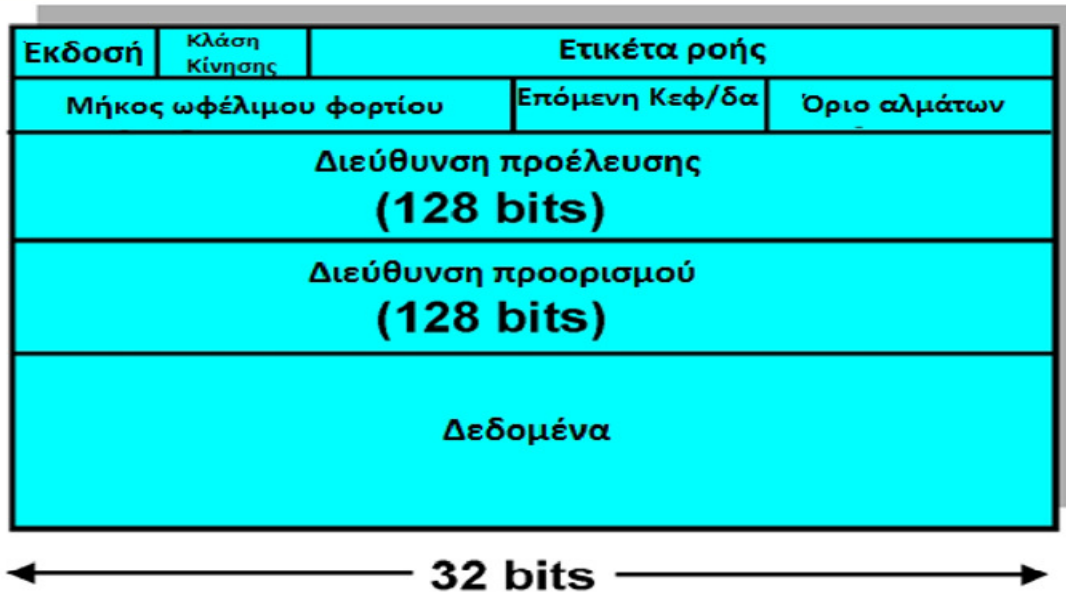 Έκδοσή
Κλάση
Κίνησης
Ετικέτα ροής
Μήκος ωφέλιμου φορτίου
Επόμενη Κεφ/δα
Όριο αλμάτων
Διεύθυνση προέλευσης
(128 bits)
Διεύθυνση προορισμού
(128 bits)
Δεδομένα
32 bits